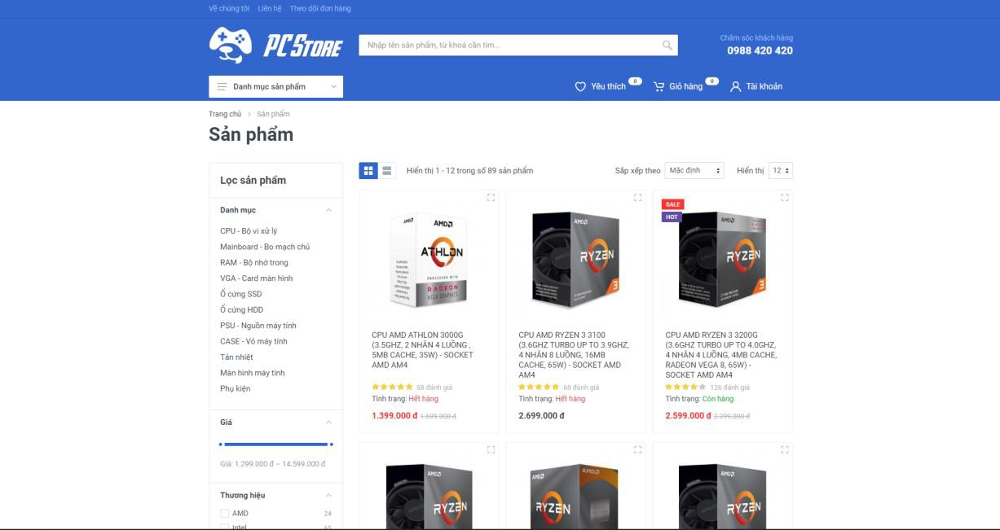 Về chúng tôi Liên hệ Theo dõi đơn hàng
PC STORE
Nhập tên sản phẩm, từ khoá cần tìm...
Chăm sóc khách hàng
0988 420 420
Danh mục sản phẩm
Yêu thích 0 Giỏ hàng 0 Tài khoản
Trang chủ > Sản phẩm
Sản phẩm
Lọc sản phẩm
Danh mục
CPU - Bộ vi xử lý
Mainboard - Bo mạch chủ
RAM - Bộ nhớ trong
VGA - Card màn hình
Ổ cứng SSD
Ổ cứng HDD
PSU - Nguồn máy tính
CASE - Vỏ máy tính
Tản nhiệt
Màn hình máy tính
Phụ kiện
Giá
Giá: 1.299.000 đ – 14.599.000 đ
Thương hiệu
AMD 24
Intel 65
Hiển thị 1 - 12 trong số 89 sản phẩm
Sắp xếp theo Mặc định Hiển thị 12
AMD
AMD
ATHLON
PROCESSOR WITH
RADEON
VEGA GRAPHICS
CPU AMD ATHLON 3000G
(3.5GHZ, 2 NHÂN 4 LUỒNG ,
5MB CACHE, 35W) - SOCKET
AMD AM4
58 đánh giá
Tình trạng: Hết hàng
1.399.000 đ 1.699.000 đ
AMD
RYZEN
3
CPU AMD RYZEN 3 3100
(3.6GHZ TURBO UP TO 3.9GHZ,
4 NHÂN 8 LUỒNG, 16MB
CACHE, 65W) - SOCKET AMD
AM4
68 đánh giá
Tình trạng: Hết hàng
2.699.000 đ
SALE
HOT
AMD
RYZEN
3
CPU AMD RYZEN 3 3200G
(3.6GHZ TURBO UP TO 4.0GHZ,
4 NHÂN 4 LUỒNG, 4MB CACHE,
RADEON VEGA 8, 65W) -
SOCKET AMD AM4
126 đánh giá
Tình trạng: Còn hàng
2.599.000 đ 3.299.000 đ
AMD
RYZEN
AMD
AMD
RYZEN
AMD
RYZEN